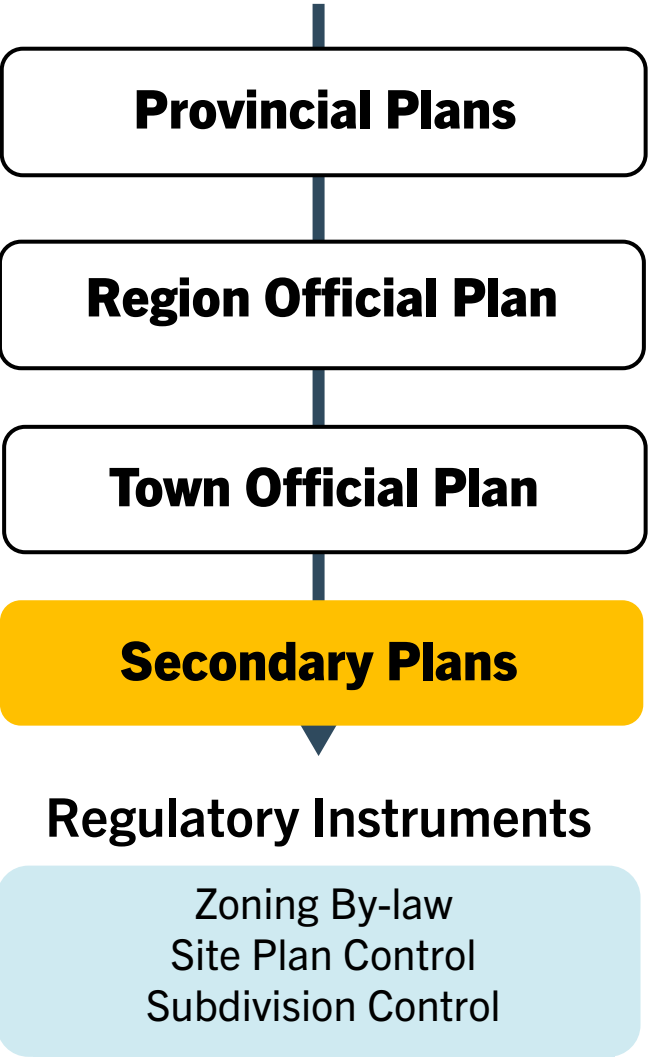 Provincial Plans
Region Official Plan
Town Official Plan
Secondary Plans
Regulatory Instruments
Zoning By-law
Site Plan Control
Subdivision Control